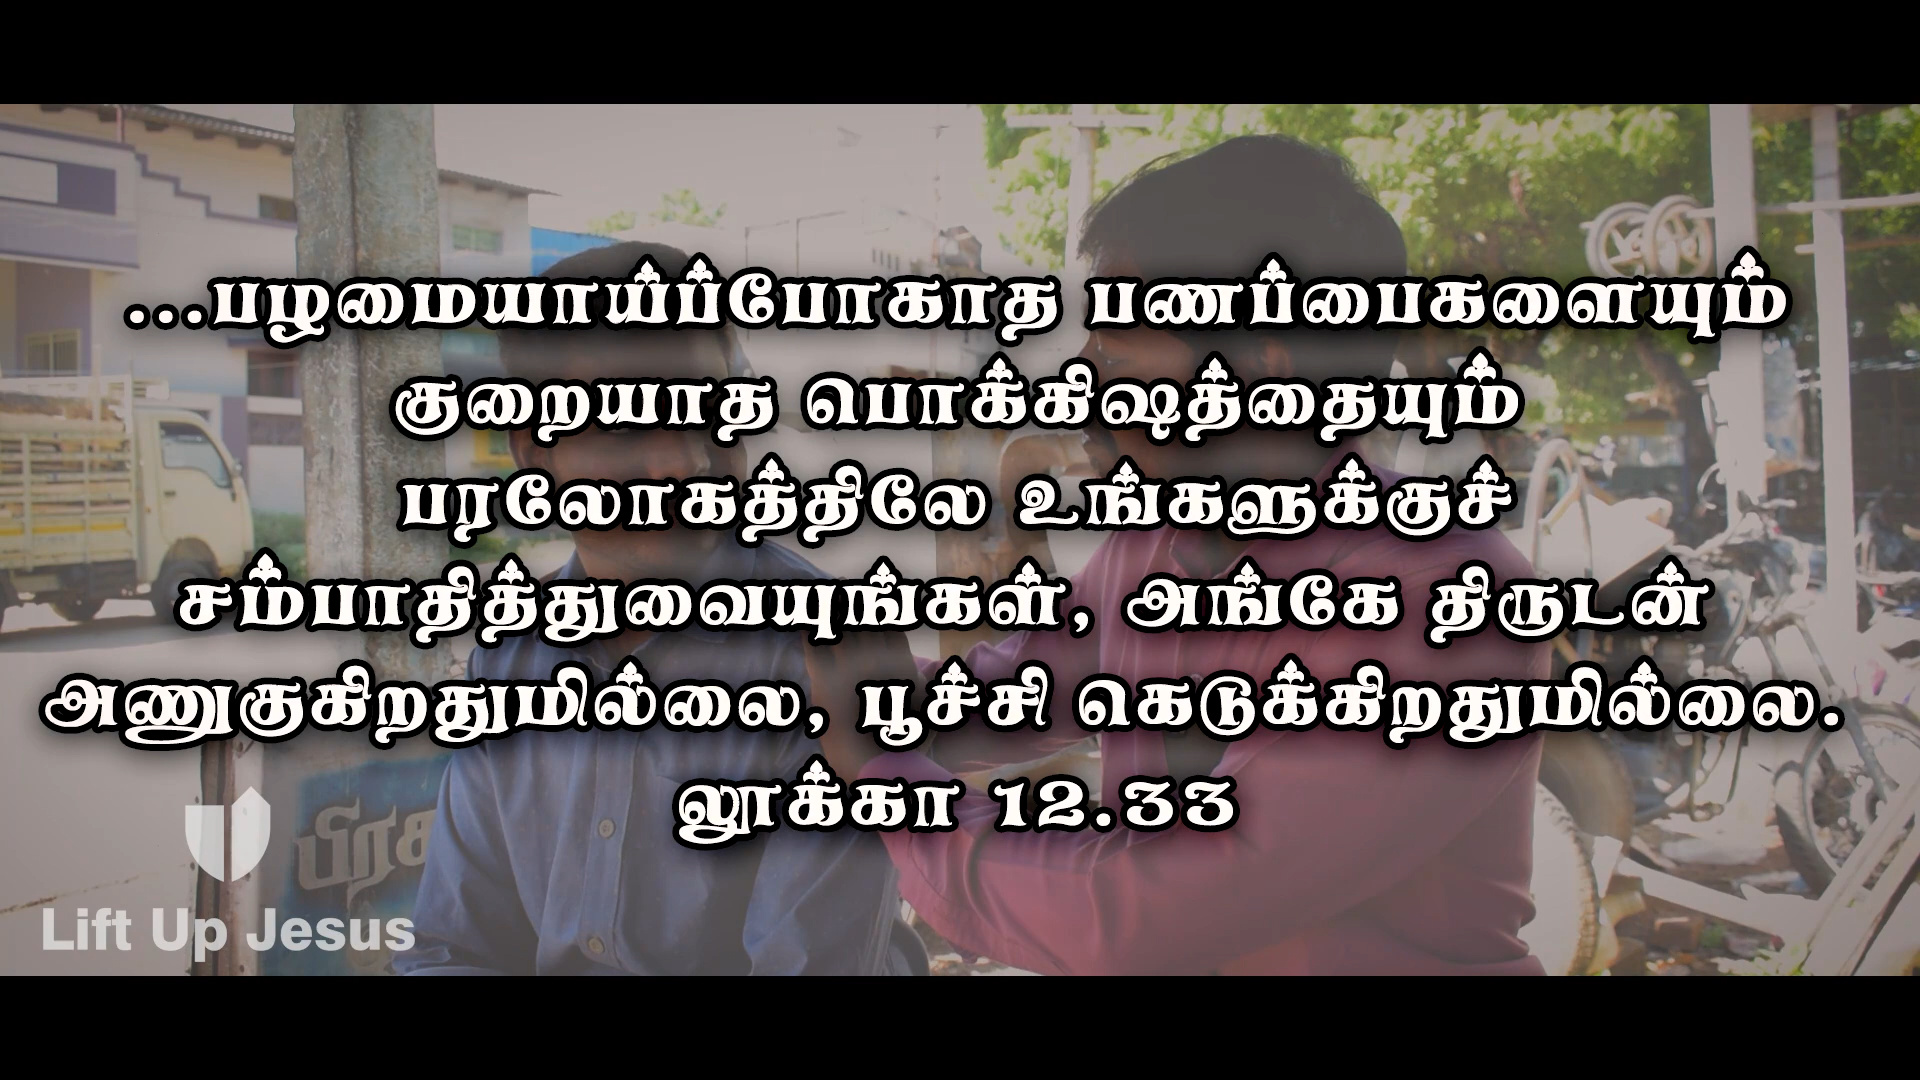 ...பழமையாய்ப்போகாத பணப்பைகளையும்
குறையாத பொக்கிஷத்தையும்
பரலோகத்திலே உங்களுக்குச்
சம்பாதித்துவையுங்கள், அங்கே திருடன்
அணுகுகிறதுமில்லை, பூச்சி கெடுக்கிறதுமில்லை.
லூக்கா 12.33
Lift Up Jesus